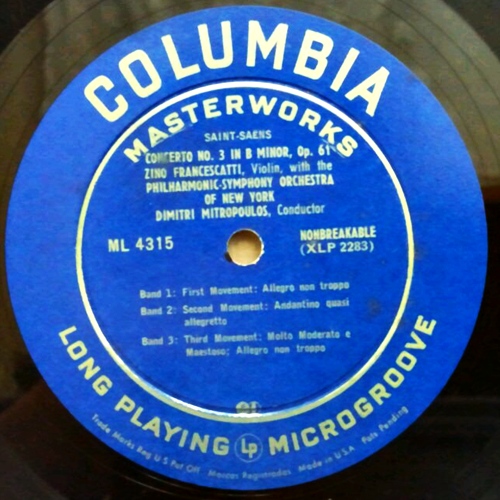 COLUMBIA
MASTERWORKS
SAINT-SAENS
CONCERTO NO. 3 IN B MINOR, Op. 61
ZINO FRANCESCATTI, Violin, with the
PHILHARMONIC-SYMPHONY ORCHESTRA
OF NEW YORK
DIMITRI MITROPOULOS, Conductor
ML 4315
NONBREAKABLE
(XLP 2283)
Band 1: First Movement: Allegro non troppo
Band 2: Second Movement: Andantino quasi
allegretto
Band 3: Third Movement: Molto Moderato e
Maestoso; Allegro non troppo
LONG PLAYING Lp MICROGROOVE
Trade Marks Reg U S Pat Off Marcas Registradas Made in U.S.A. Pats Pending